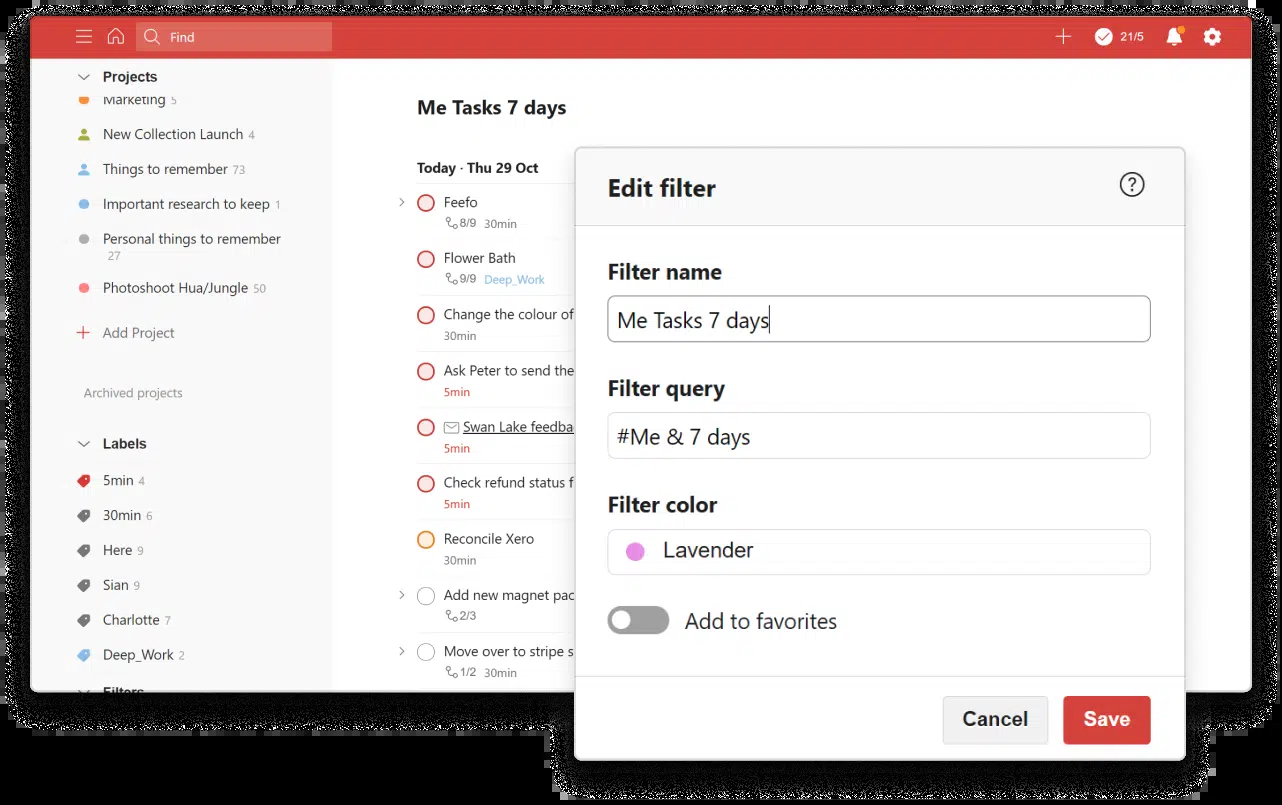 Find
21/5
Projects
Marketing 5
New Collection Launch 4
Things to remember 73
Important research to keep 1
Personal things to remember
27
Photoshoot Hua/Jungle 50
Add Project
Archived projects
Labels
5min 4
30min 6
Here 9
Sian 9
Charlotte 7
Deep_Work 2
Filters
Me Tasks 7 days
Today · Thu 29 Oct
Feefo
8/9 30min
Flower Bath
9/9 Deep_Work
Change the colour of
30min
Ask Peter to send the
5min
Swan Lake feedba
5min
Check refund status f
5min
Reconcile Xero
30min
Add new magnet pac
2/3
Move over to stripe s
1/2 30min
Edit filter
?
Filter name
Me Tasks 7 days
Filter query
#Me & 7 days
Filter color
Lavender
Add to favorites
Cancel
Save